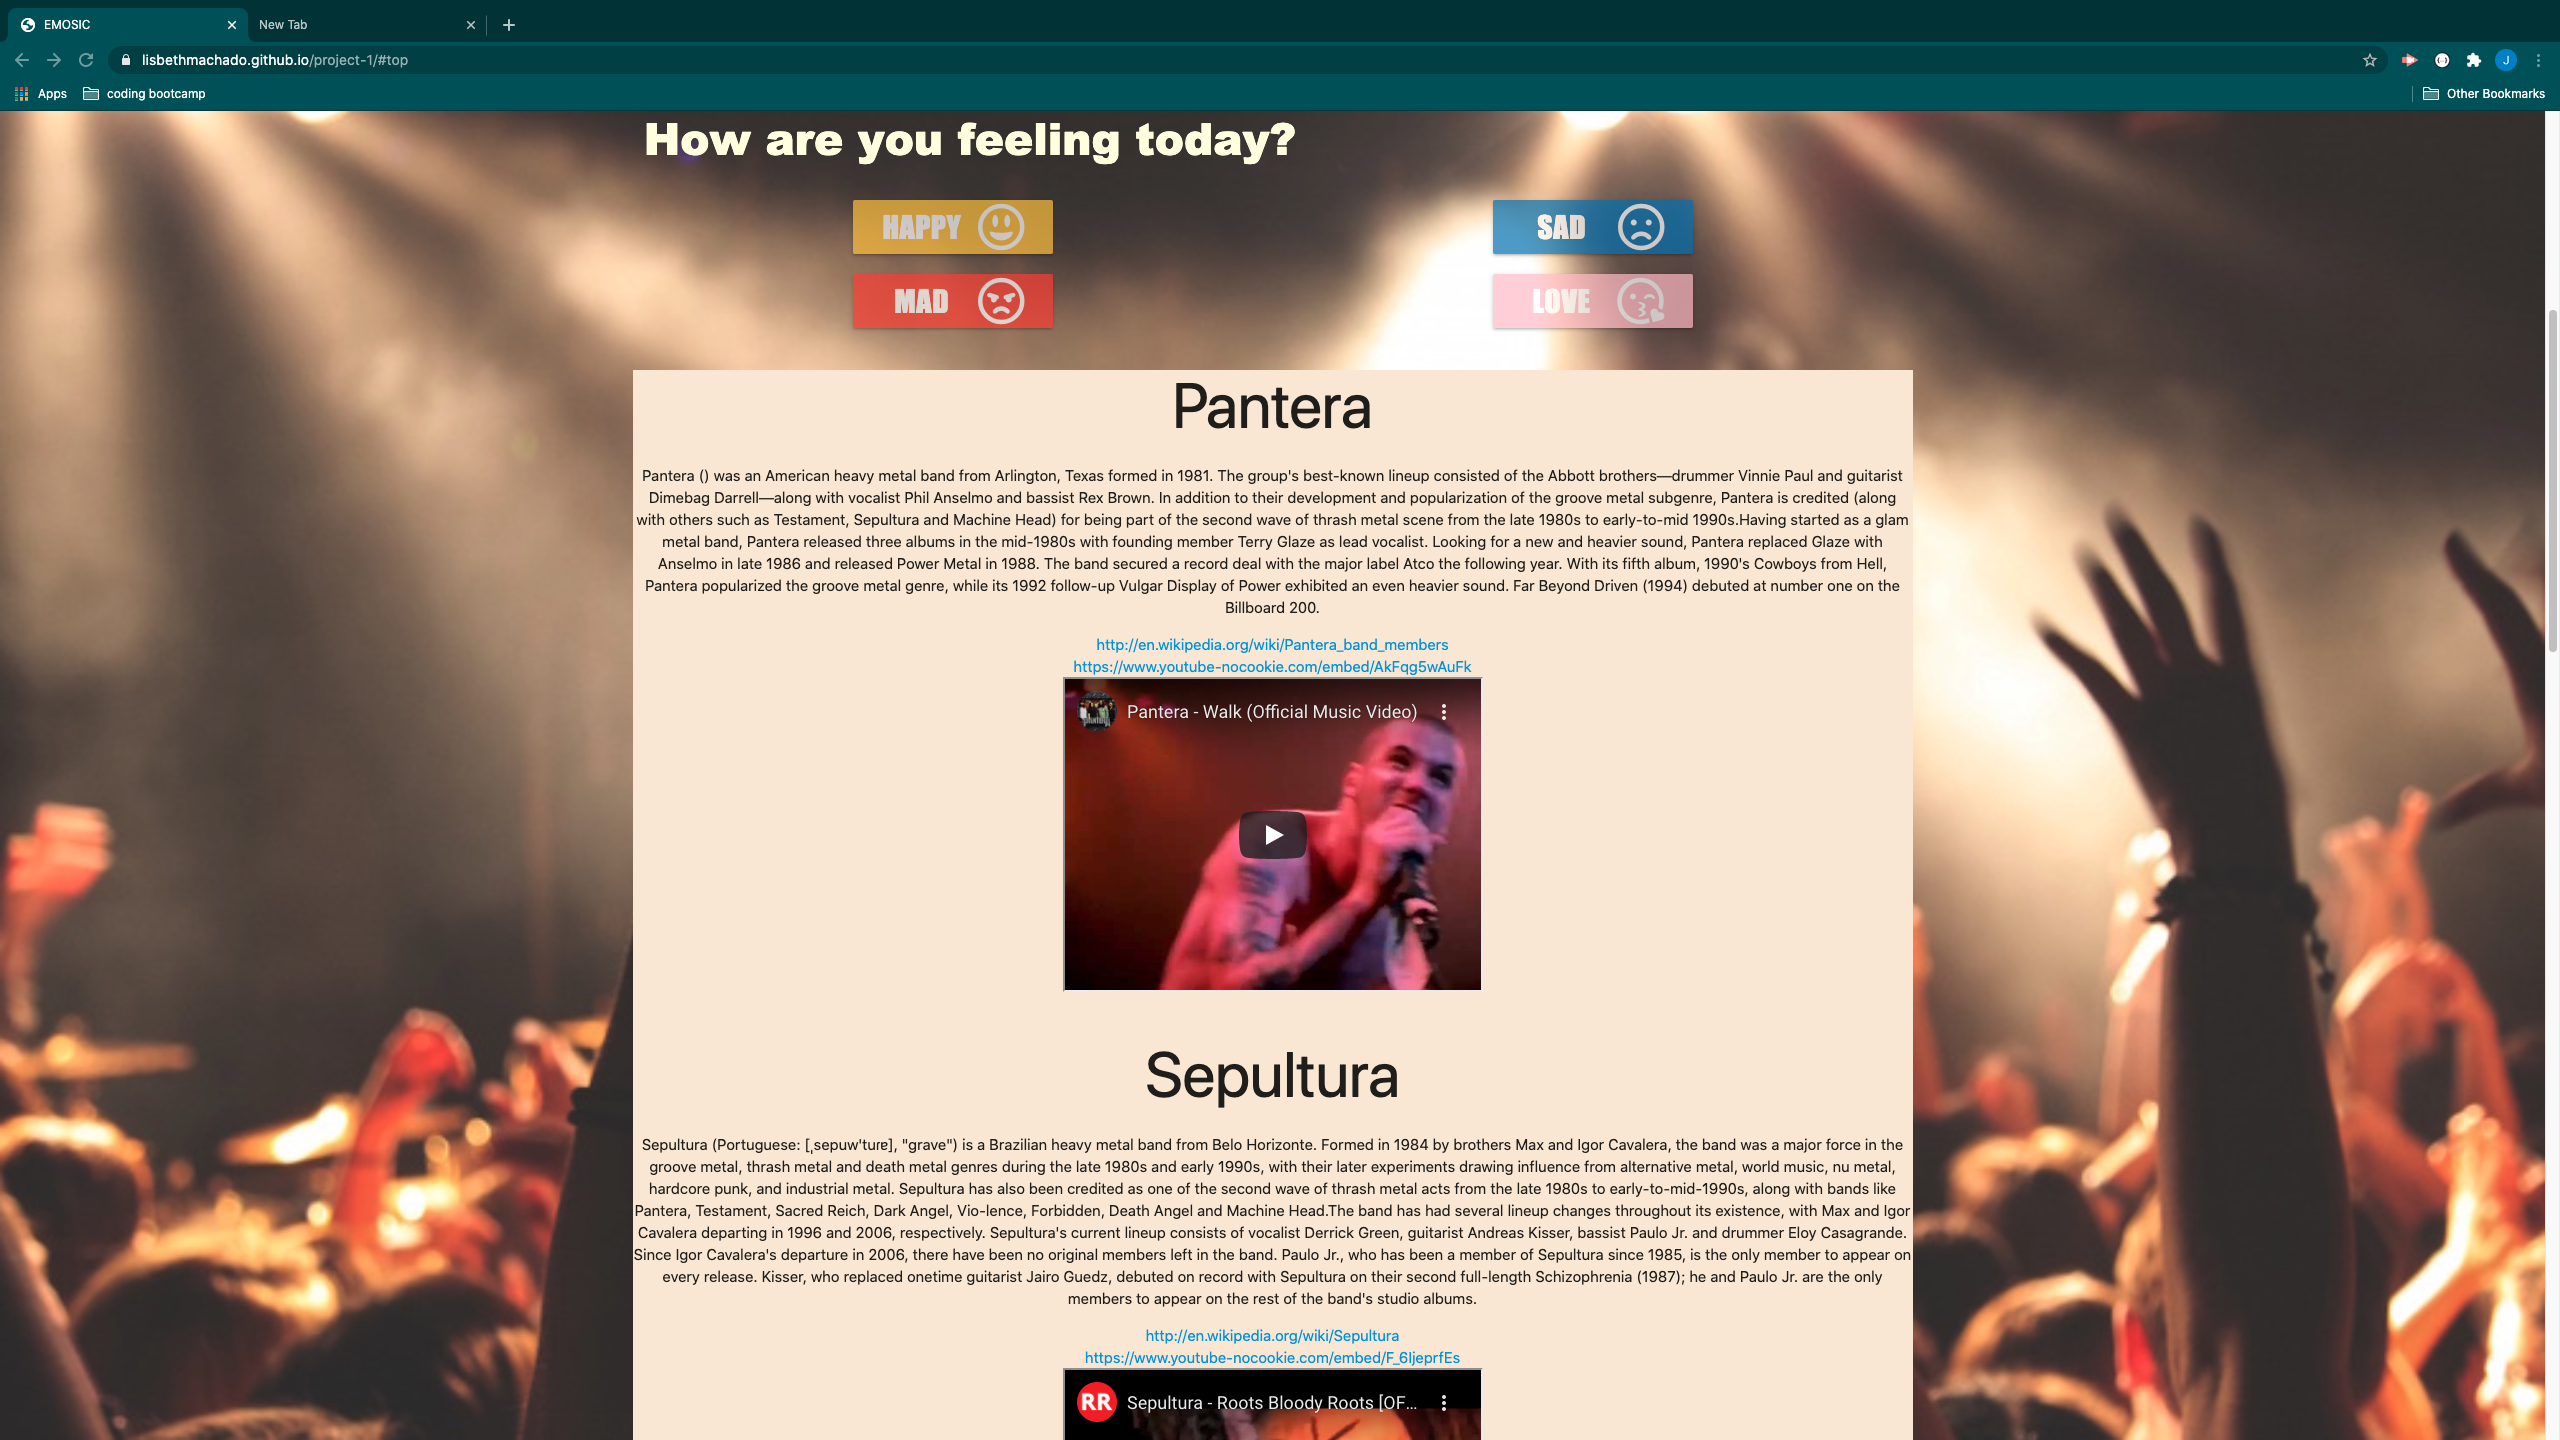 EMOSIC
New Tab
lisbethmachado.github.io/project-1/#top
J
Apps
coding bootcamp
Other Bookmarks
How are you feeling today?
HAPPY
SAD
MAD
LOVE
Pantera
Pantera () was an American heavy metal band from Arlington, Texas formed in 1981. The group's best-known lineup consisted of the Abbott brothers—drummer Vinnie Paul and guitarist
Dimebag Darrell—along with vocalist Phil Anselmo and bassist Rex Brown. In addition to their development and popularization of the groove metal subgenre, Pantera is credited (along
with others such as Testament, Sepultura and Machine Head) for being part of the second wave of thrash metal scene from the late 1980s to early-to-mid 1990s.Having started as a glam
metal band, Pantera released three albums in the mid-1980s with founding member Terry Glaze as lead vocalist. Looking for a new and heavier sound, Pantera replaced Glaze with
Anselmo in late 1986 and released Power Metal in 1988. The band secured a record deal with the major label Atco the following year. With its fifth album, 1990's Cowboys from Hell,
Pantera popularized the groove metal genre, while its 1992 follow-up Vulgar Display of Power exhibited an even heavier sound. Far Beyond Driven (1994) debuted at number one on the
Billboard 200.
http://en.wikipedia.org/wiki/Pantera_band_members
https://www.youtube-nocookie.com/embed/AkFqg5wAuFk
Pantera - Walk (Official Music Video)
Sepultura
Sepultura (Portuguese: [ˌsepuwˈtuɾɐ], "grave") is a Brazilian heavy metal band from Belo Horizonte. Formed in 1984 by brothers Max and Igor Cavalera, the band was a major force in the
groove metal, thrash metal and death metal genres during the late 1980s and early 1990s, with their later experiments drawing influence from alternative metal, world music, nu metal,
hardcore punk, and industrial metal. Sepultura has also been credited as one of the second wave of thrash metal acts from the late 1980s to early-to-mid-1990s, along with bands like
Pantera, Testament, Sacred Reich, Dark Angel, Vio-lence, Forbidden, Death Angel and Machine Head.The band has had several lineup changes throughout its existence, with Max and Igor
Cavalera departing in 1996 and 2006, respectively. Sepultura's current lineup consists of vocalist Derrick Green, guitarist Andreas Kisser, bassist Paulo Jr. and drummer Eloy Casagrande.
Since Igor Cavalera's departure in 2006, there have been no original members left in the band. Paulo Jr., who has been a member of Sepultura since 1985, is the only member to appear on
every release. Kisser, who replaced onetime guitarist Jairo Guedz, debuted on record with Sepultura on their second full-length Schizophrenia (1987); he and Paulo Jr. are the only
members to appear on the rest of the band's studio albums.
http://en.wikipedia.org/wiki/Sepultura
https://www.youtube-nocookie.com/embed/F_6IjeprfEs
RR Sepultura - Roots Bloody Roots [OF...